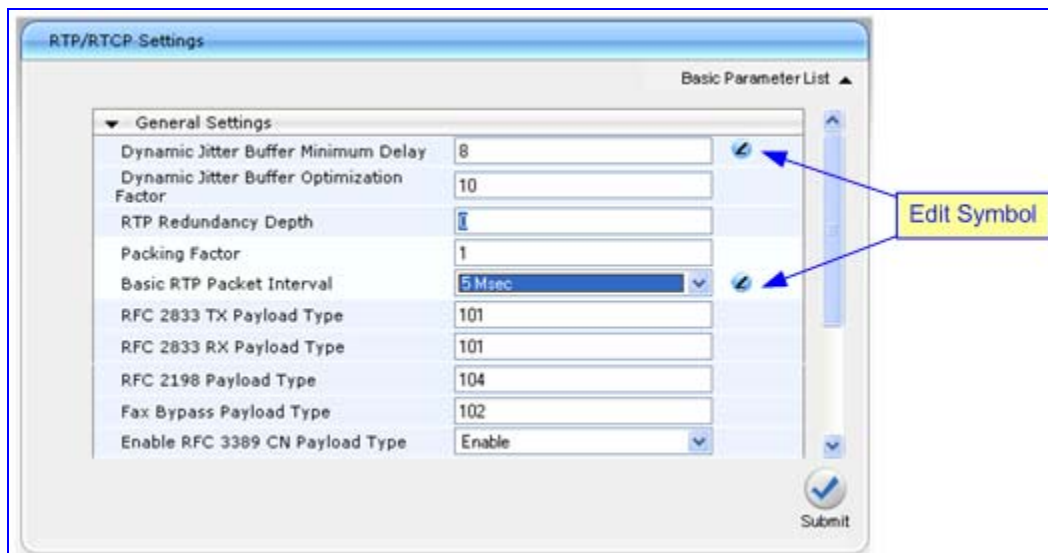 RTP/RTCP Settings
Basic Parameter List
General Settings
Dynamic Jitter Buffer Minimum Delay 8
Dynamic Jitter Buffer Optimization
Factor 10
RTP Redundancy Depth 0
Packing Factor 1
Basic RTP Packet Interval 5 Msec
RFC 2833 TX Payload Type 101
RFC 2833 RX Payload Type 101
RFC 2198 Payload Type 104
Fax Bypass Payload Type 102
Enable RFC 3389 CN Payload Type Enable
Edit Symbol
Submit